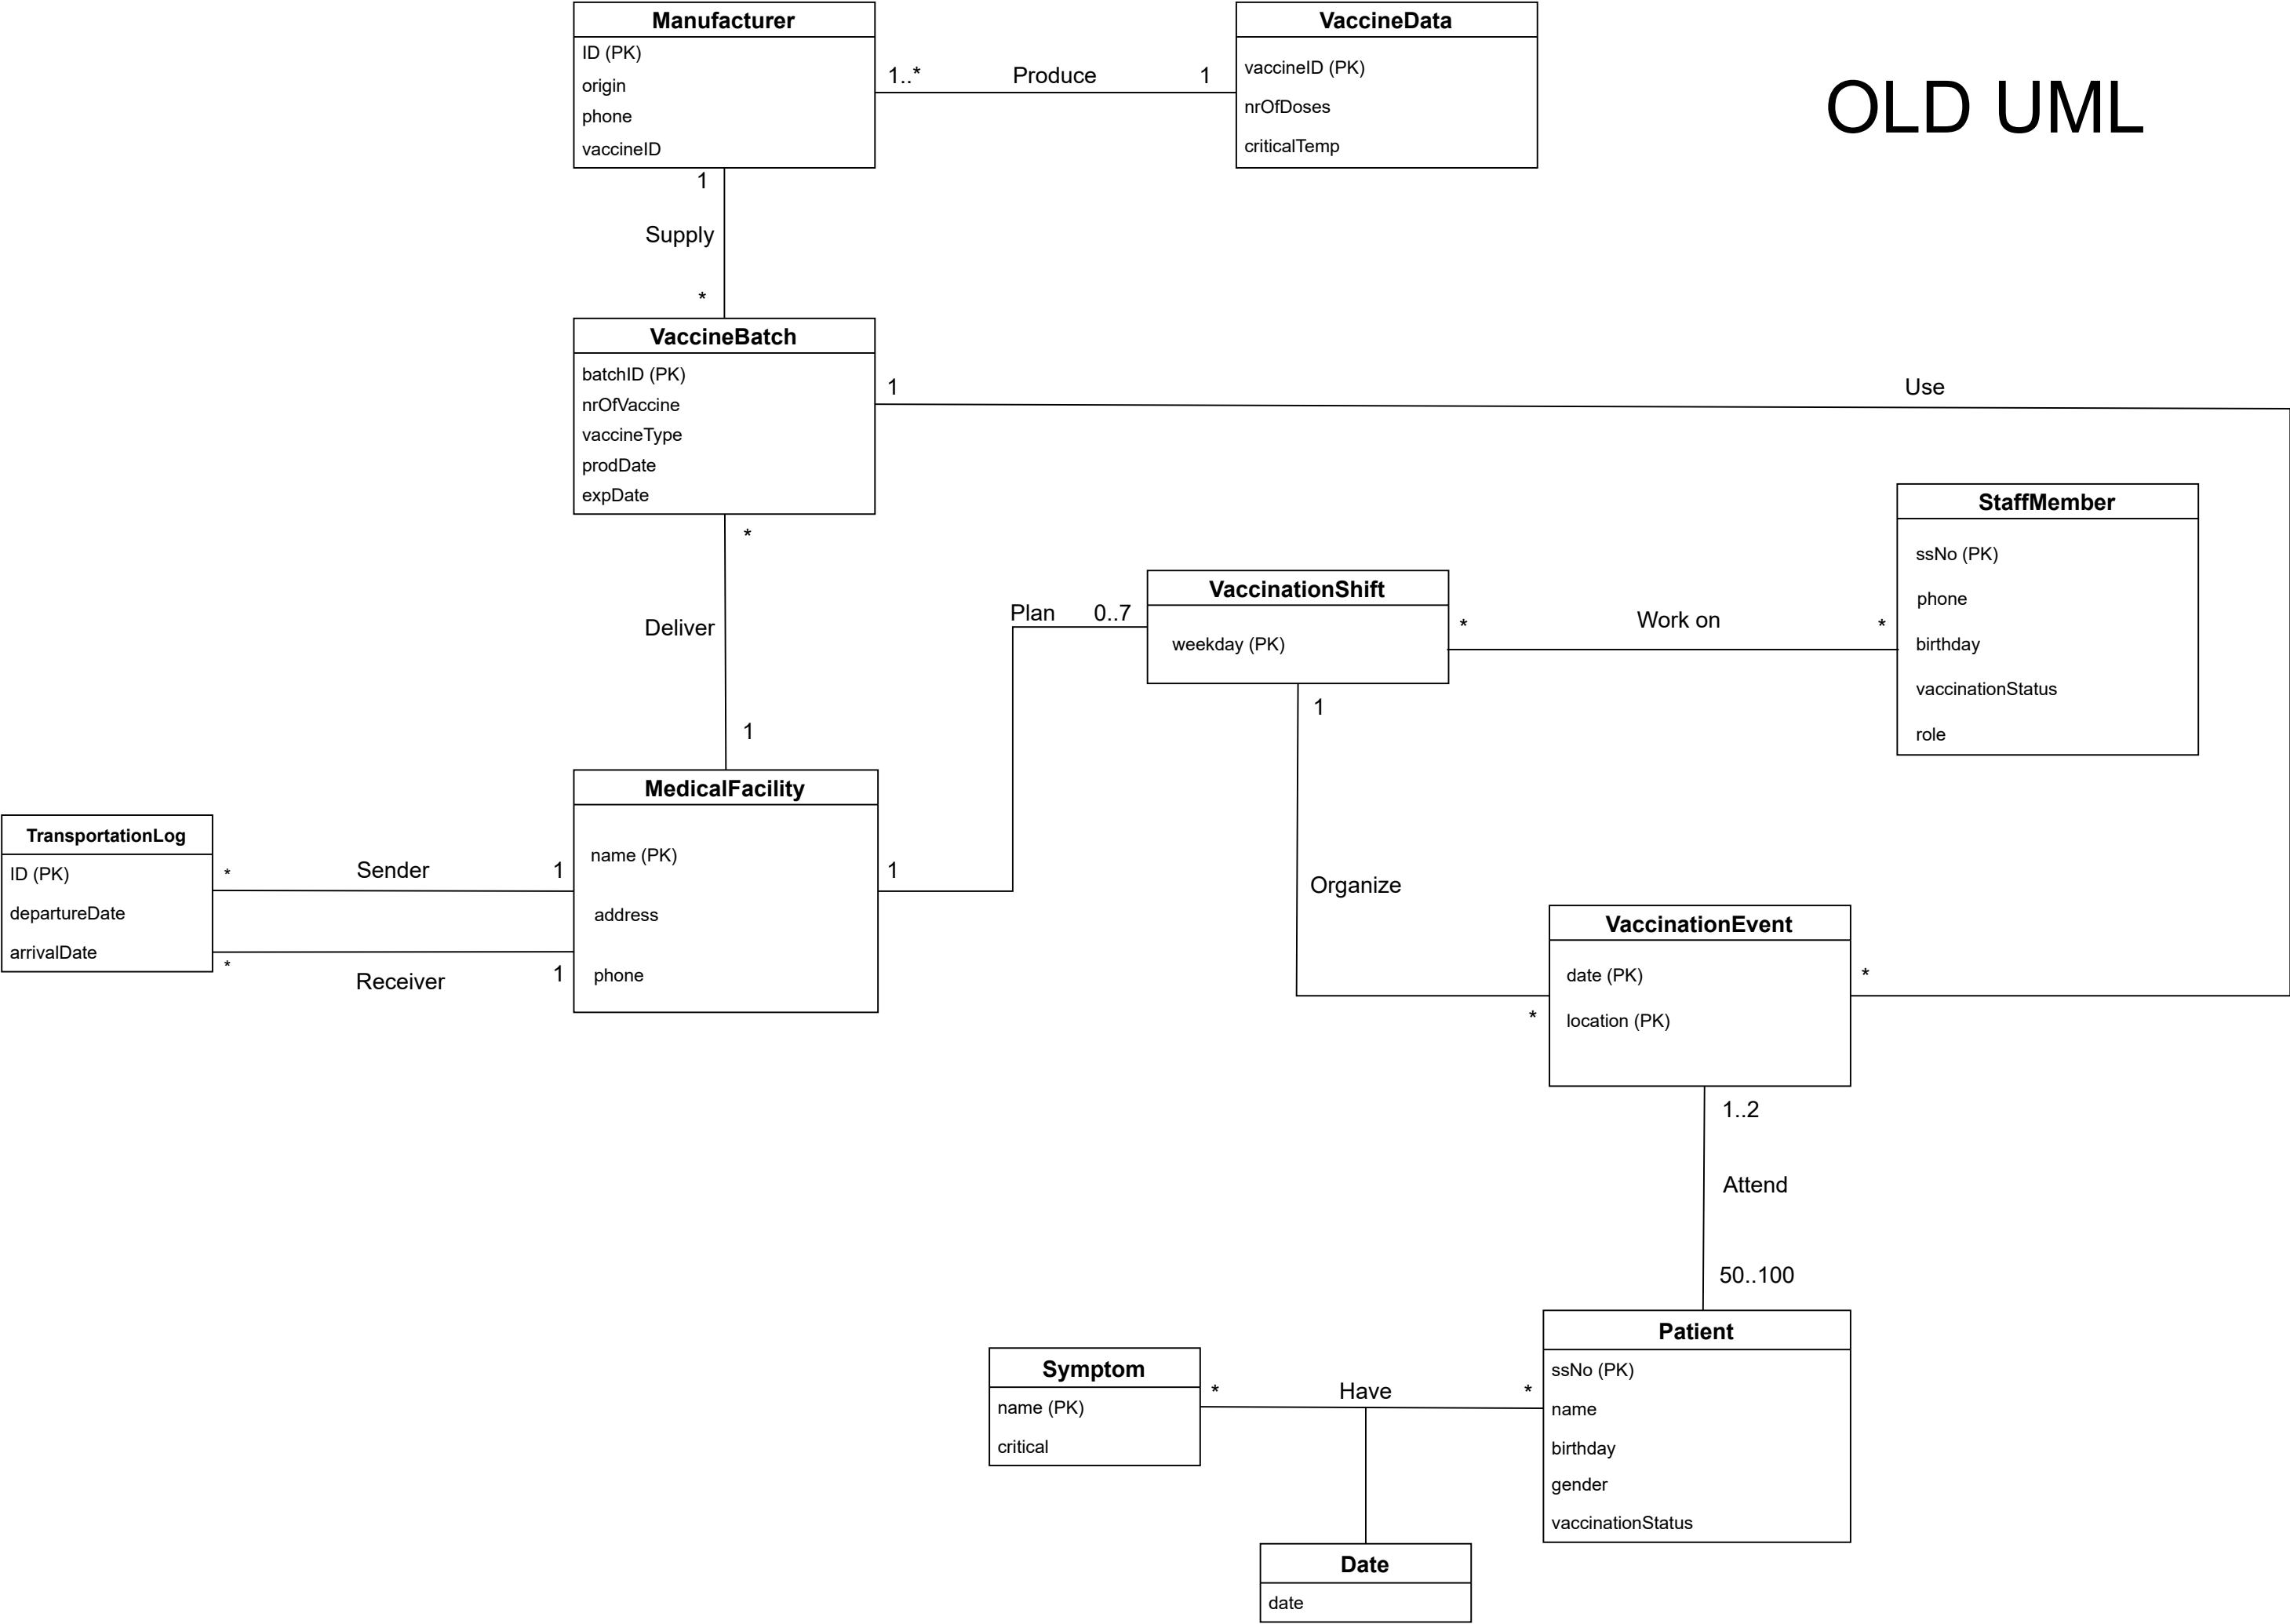 OLD UML
Manufacturer
ID (PK)
origin
phone
vaccineID
1..*
Produce
1
VaccineData
vaccineID (PK)
nrOfDoses
criticalTemp
1
Supply
*
VaccineBatch
batchID (PK)
nrOfVaccine
vaccineType
prodDate
expDate
1
Use
*
Deliver
1
StaffMember
ssNo (PK)
phone
birthday
vaccinationStatus
role
Plan
0..7
VaccinationShift
weekday (PK)
*
Work on
*
1
Organize
*
MedicalFacility
name (PK)
address
phone
1
TransportationLog
ID (PK)
departureDate
arrivalDate
*
Sender
1
*
Receiver
1
VaccinationEvent
date (PK)
location (PK)
*
1..2
Attend
50..100
Patient
ssNo (PK)
name
birthday
gender
vaccinationStatus
Symptom
name (PK)
critical
*
Have
*
Date
date